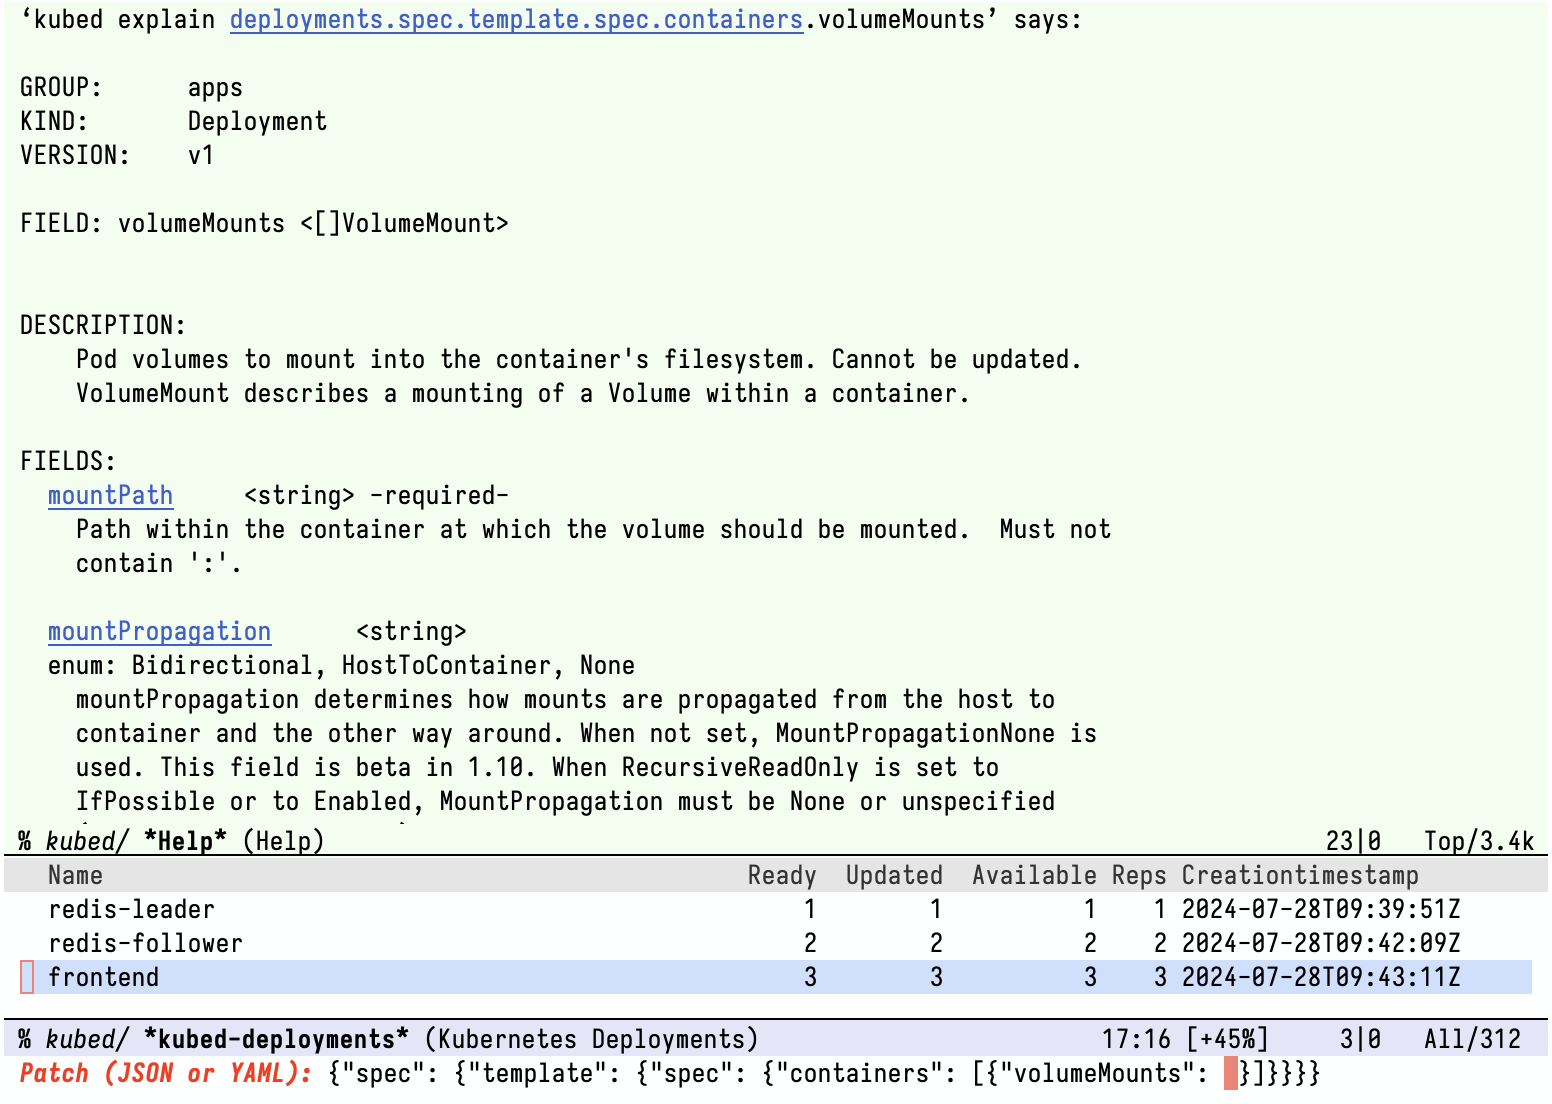 ‘kubed explain deployments.spec.template.spec.containers.volumeMounts’ says:
GROUP:      apps
KIND:       Deployment
VERSION:    v1
FIELD: volumeMounts <[]VolumeMount>
DESCRIPTION:
Pod volumes to mount into the container's filesystem. Cannot be updated.
VolumeMount describes a mounting of a Volume within a container.
FIELDS:
mountPath     <string> -required-
Path within the container at which the volume should be mounted.  Must not
contain ':'.
mountPropagation      <string>
enum: Bidirectional, HostToContainer, None
mountPropagation determines how mounts are propagated from the host to
container and the other way around. When not set, MountPropagationNone is
used. This field is beta in 1.10. When RecursiveReadOnly is set to
IfPossible or to Enabled, MountPropagation must be None or unspecified
% kubed/ *Help* (Help) 23|0 Top/3.4k
Name Ready Updated Available Reps Creationtimestamp
redis-leader 1 1 1 1 2024-07-28T09:39:51Z
redis-follower 2 2 2 2 2024-07-28T09:42:09Z
frontend 3 3 3 3 2024-07-28T09:43:11Z
% kubed/ *kubed-deployments* (Kubernetes Deployments) 17:16 [+45%] 3|0 All/312
Patch (JSON or YAML): {"spec": {"template": {"spec": {"containers": [{"volumeMounts":  }]}}}}